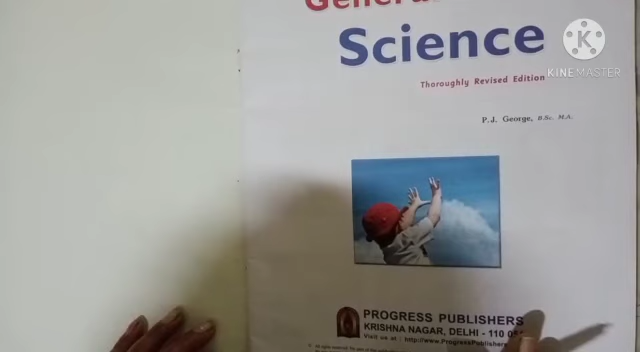 General
Science
KINEMASTER
Thoroughly Revised Edition
P.J. George, B.Sc. M.A.
PROGRESS PUBLISHERS
KRISHNA NAGAR, DELHI - 110
Visit us at : http://www.ProgressPublishers